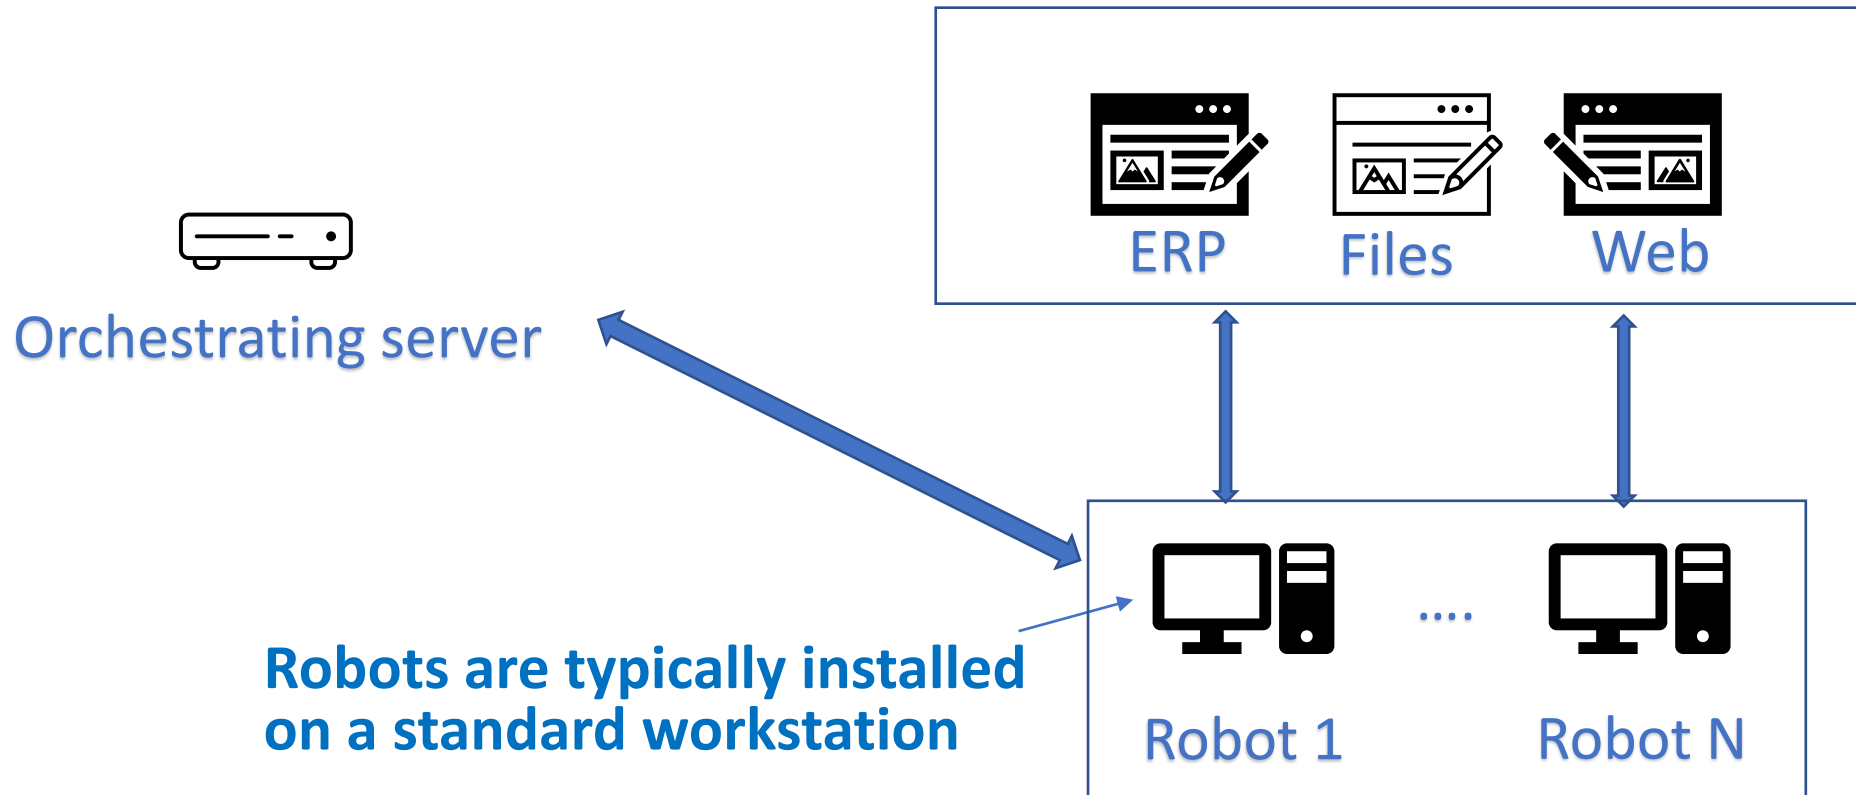 ERP
Files
Web
Orchestrating server
Robots are typically installed
on a standard workstation
....
Robot 1
Robot N